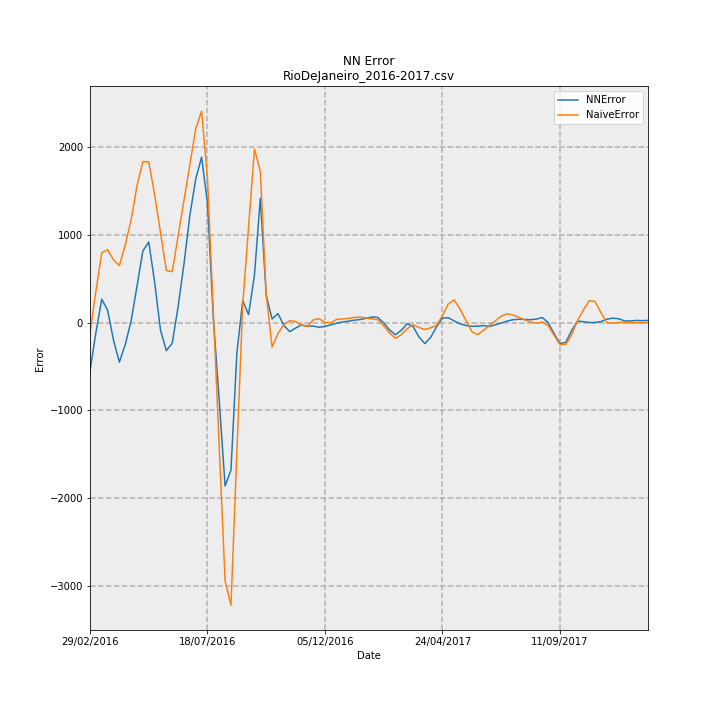 NN Error
RioDeJaneiro_2016-2017.csv
NNError
NaiveError
2000
1000
0
−1000
−2000
−3000
Error
29/02/2016 18/07/2016 05/12/2016 24/04/2017 11/09/2017
Date